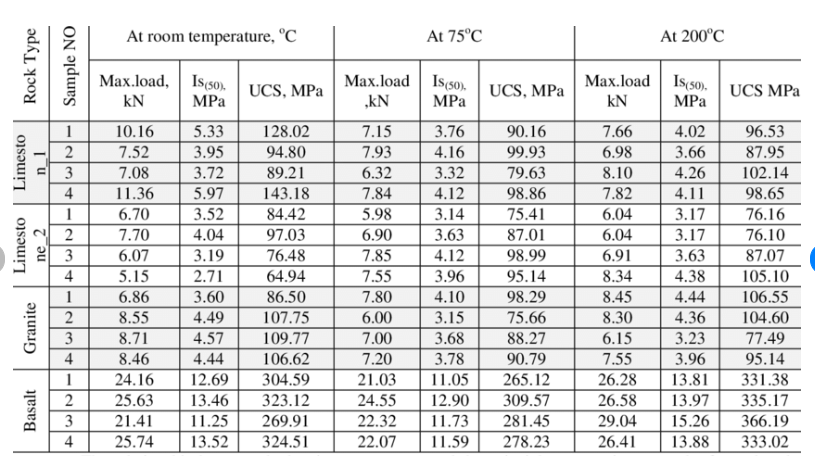 Rock Type Sample NO At room temperature, °C At 75°C At 200°C
Max.load, kN Is(50), MPa UCS, MPa Max.load ,kN Is(50), MPa UCS, MPa Max.load kN Is(50), MPa UCS MPa
Limesto n_1
1 10.16 5.33 128.02 7.15 3.76 90.16 7.66 4.02 96.53
2 7.52 3.95 94.80 7.93 4.16 99.93 6.98 3.66 87.95
3 7.08 3.72 89.21 6.32 3.32 79.63 8.10 4.26 102.14
4 11.36 5.97 143.18 7.84 4.12 98.86 7.82 4.11 98.65
Limesto ne_2
1 6.70 3.52 84.42 5.98 3.14 75.41 6.04 3.17 76.16
2 7.70 4.04 97.03 6.90 3.63 87.01 6.04 3.17 76.10
3 6.07 3.19 76.48 7.85 4.12 98.99 6.91 3.63 87.07
4 5.15 2.71 64.94 7.55 3.96 95.14 8.34 4.38 105.10
Granite
1 6.86 3.60 86.50 7.80 4.10 98.29 8.45 4.44 106.55
2 8.55 4.49 107.75 6.00 3.15 75.66 8.30 4.36 104.60
3 8.71 4.57 109.77 7.00 3.68 88.27 6.15 3.23 77.49
4 8.46 4.44 106.62 7.20 3.78 90.79 7.55 3.96 95.14
Basalt
1 24.16 12.69 304.59 21.03 11.05 265.12 26.28 13.81 331.38
2 25.63 13.46 323.12 24.55 12.90 309.57 26.58 13.97 335.17
3 21.41 11.25 269.91 22.32 11.73 281.45 29.04 15.26 366.19
4 25.74 13.52 324.51 22.07 11.59 278.23 26.41 13.88 333.02